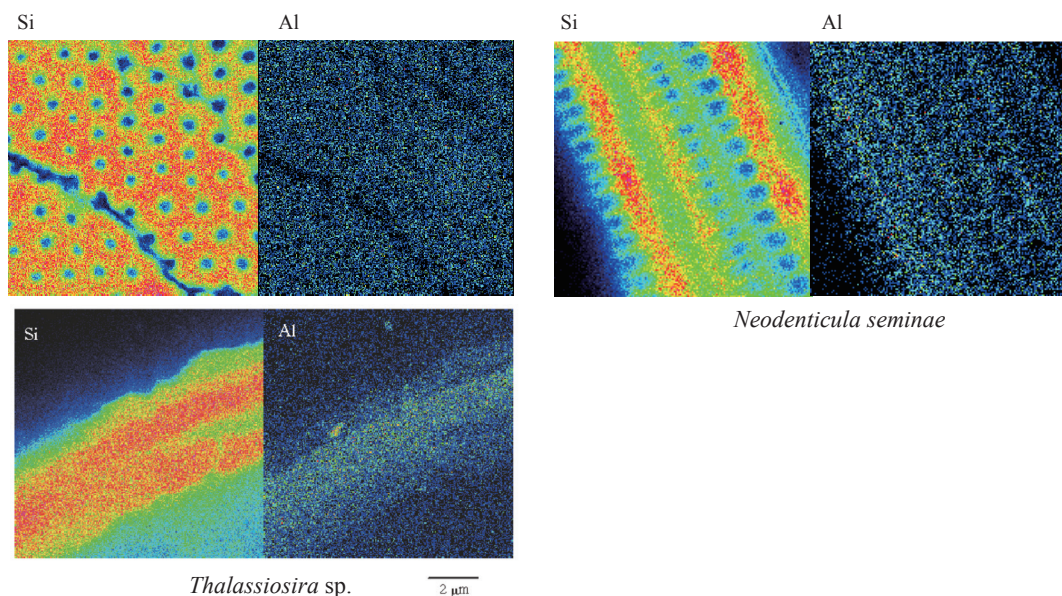 Si Al
Si Al
Neodenticula seminae
Si Al
Thalassiosira sp.
2 μm